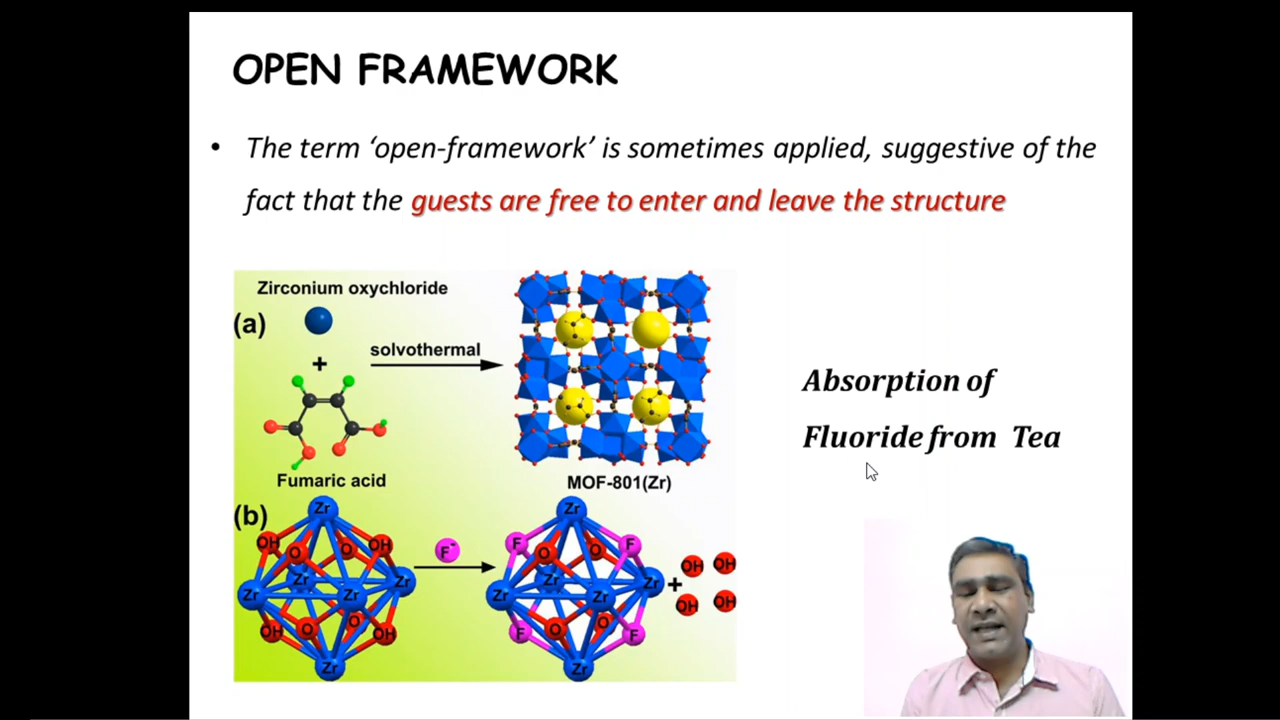 OPEN FRAMEWORK
• The term ‘open-framework’ is sometimes applied, suggestive of the
fact that the guests are free to enter and leave the structure
Zirconium oxychloride
(a)
+
solvothermal
Fumaric acid
MOF-801(Zr)
Absorption of
Fluoride from Tea
(b)
Zr
OH O O OH
Zr Zr Zr Zr
OH O O OH
Zr
F-
Zr
F O O F
Zr Zr Zr Zr
F O O F
Zr
+
OH OH
OH OH